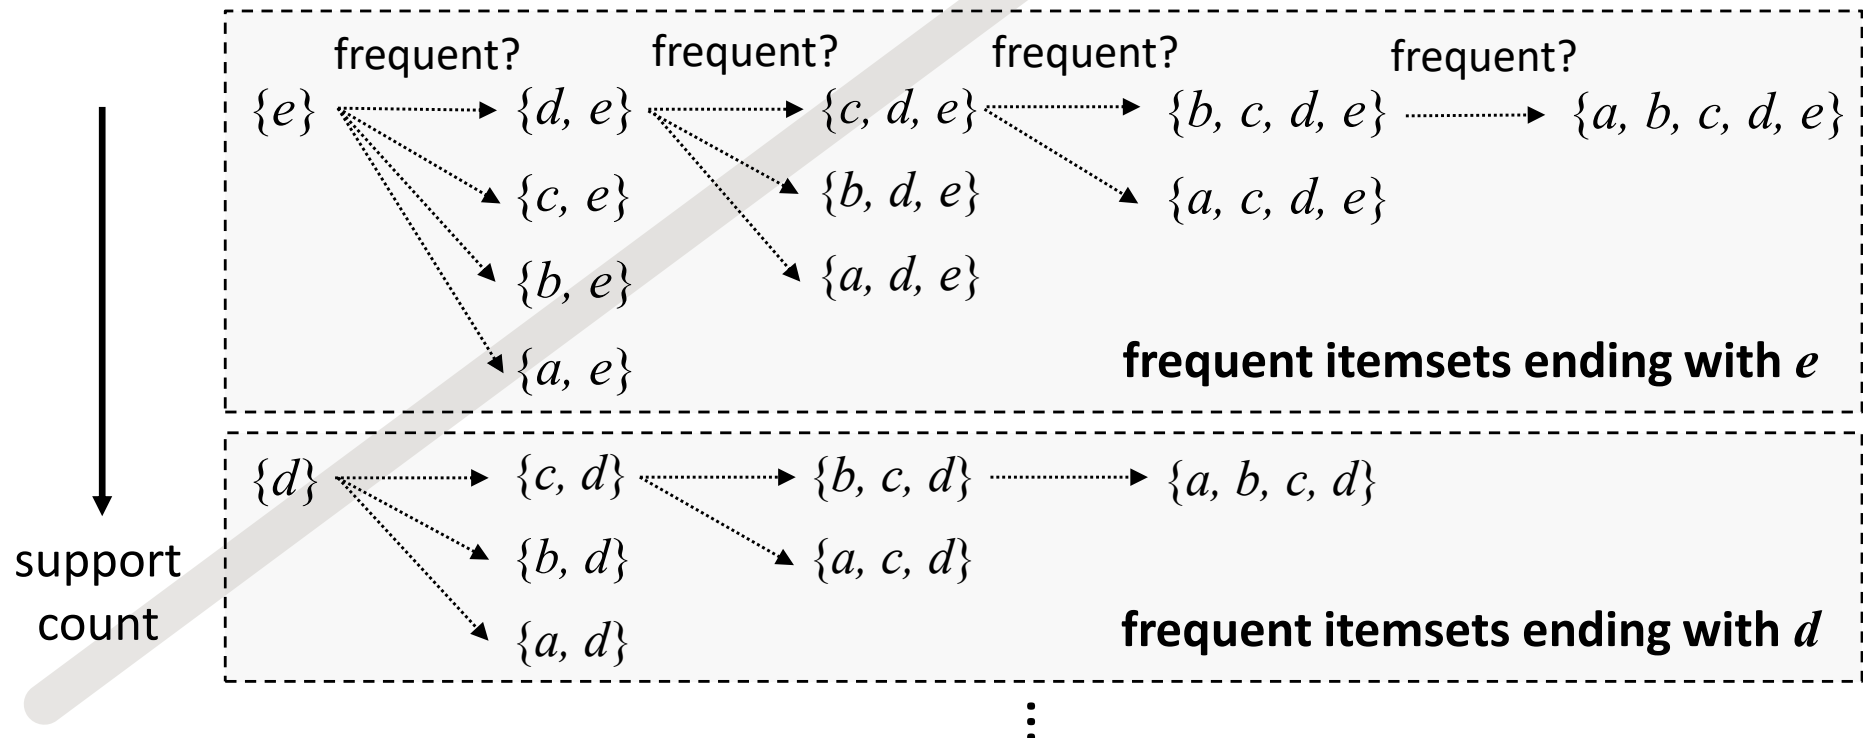 frequent? frequent? frequent? frequent?
{e} {d, e} {c, d, e} {b, c, d, e} {a, b, c, d, e}
{c, e} {b, d, e} {a, c, d, e}
{b, e} {a, d, e}
{a, e}
frequent itemsets ending with e
{d} {c, d} {b, c, d} {a, b, c, d}
{b, d} {a, c, d}
{a, d}
frequent itemsets ending with d
support
count